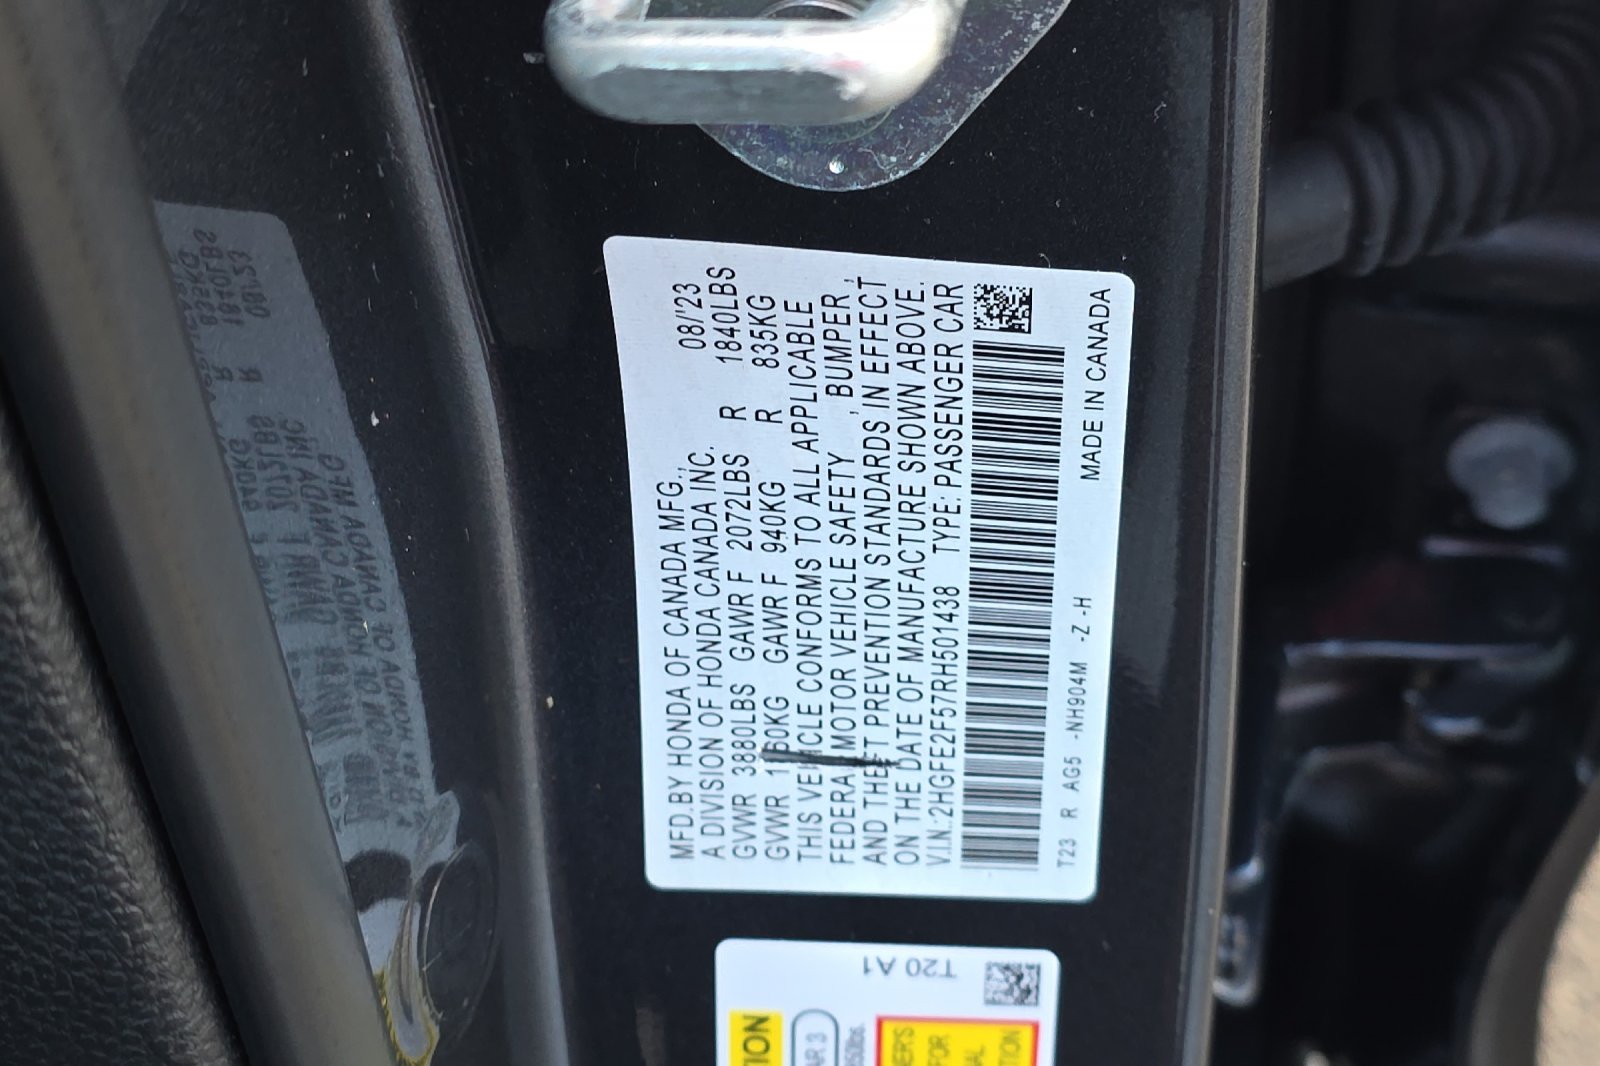 MFD.BY HONDA OF CANADA MFG., 08/'23
A DIVISION OF HONDA CANADA INC.
GVWR 3880LBS GAWR F 2072LBS R 1840LBS
GVWR 1760KG GAWR F 940KG R 835KG
THIS VEHICLE CONFORMS TO ALL APPLICABLE
FEDERAL MOTOR VEHICLE SAFETY , BUMPER ,
AND THEFT PREVENTION STANDARDS IN EFFECT
ON THE DATE OF MANUFACTURE SHOWN ABOVE.
V.I.N.:2HGFE2F57RH501438 TYPE: PASSENGER CAR
T23 R AG5 -NH904M -Z -H MADE IN CANADA
T20 A1